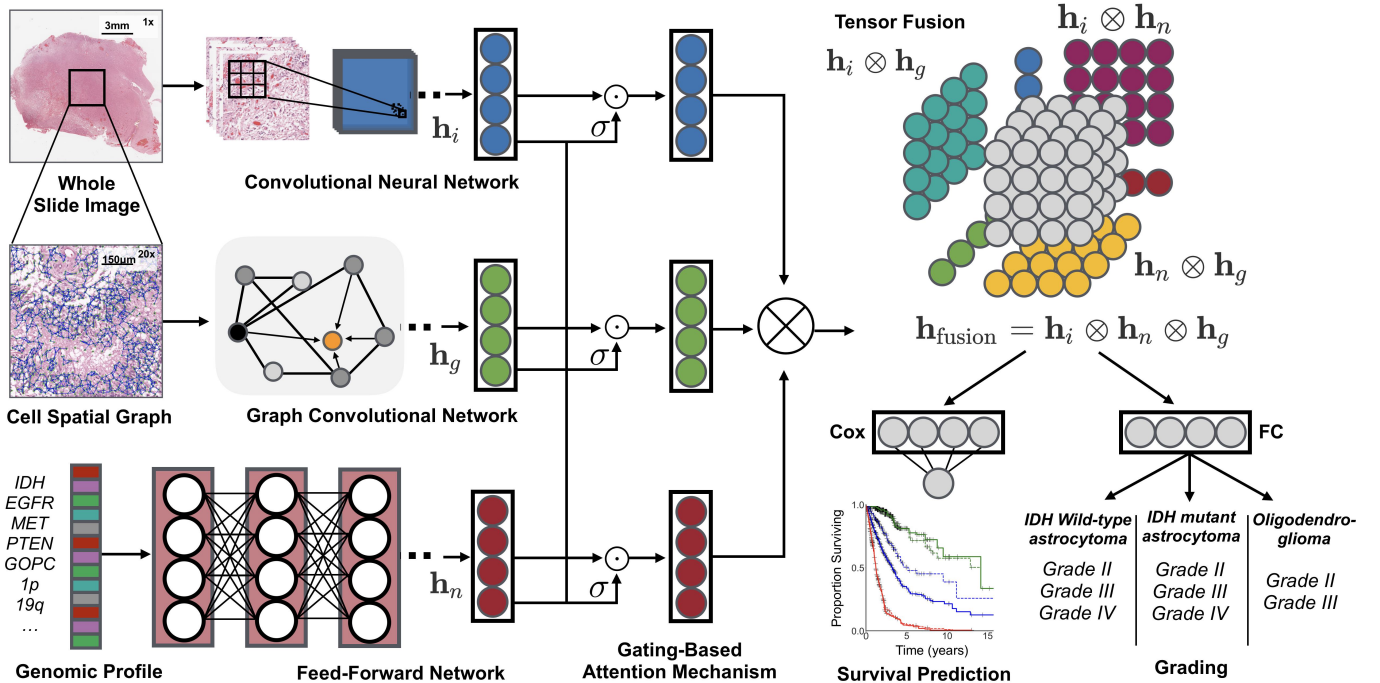 3mm
1x
Whole
Slide Image
150um
20x
Cell Spatial Graph
IDH
EGFR
MET
PTEN
GOPC
1p
19q
...
Genomic Profile
Convolutional Neural Network
Graph Convolutional Network
Feed-Forward Network
h_i
h_g
h_n
σ
σ
σ
Gating-Based
Attention Mechanism
Tensor Fusion
h_i ⊗ h_n
h_i ⊗ h_g
h_n ⊗ h_g
h_fusion = h_i ⊗ h_n ⊗ h_g
Cox
FC
Proportion Surviving
1.0
0.5
0.0
0
5
10
15
Time (years)
Survival Prediction
IDH Wild-type
astrocytoma
Grade II
Grade III
Grade IV
IDH mutant
astrocytoma
Grade II
Grade III
Grade IV
Oligodendro-
glioma
Grade II
Grade III
Grading